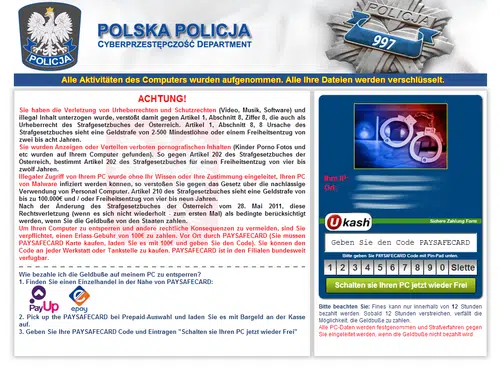 POLSKA POLICJA
CYBERPRZESTĘPCZOŚĆ DEPARTMENT
POLICJA
POLICJA
997
Alle Aktivitäten des Computers wurden aufgenommen. Alle Ihre Dateien werden verschlüsselt.
ACHTUNG!
Sie haben die Verletzung von Urheberrechten und Schutzrechten (Video, Musik, Software) und
illegal Inhalt unterzogen wurde, verstoß damit gegen Artikel 1, Abschnitt 8, Ziffer 8, die auch als
Urheberrecht des Strafgesetzbuches der Österreich. Artikel 1, Abschnitt 8, 8 Ursache des
Strafgesetzbuches sieht eine Geldstrafe von 2-500 Mindestlöhne oder einem Freiheitsentzug von
zwei bis acht Jahren.
Sie wurden Anzeigen oder Verteilen verboten pornografischen Inhalten (Kinder Porno Fotos und
etc wurden auf Ihrem Computer gefunden). So gegen Artikel 202 des Strafgesetzbuches der
Österreich, bestimmt Artikel 202 des Strafgesetzbuches für einen Freiheitsentzug von vier bis
zwölf Jahren.
Illegaler Zugriff von Ihrem PC wurde ohne Ihr Wissen oder Ihre Zustimmung eingeleitet, Ihren PC
von Malware infiziert worden können, so verstoßen Sie gegen das Gesetz über die nachlässige
Verwendung von Personal Computer. Artikel 210 des Strafgesetzbuches sieht eine Geldstrafe von
bis zu 100.000€ und / oder Freiheitsentzug von vier bis neun Jahren.
Nach der Änderung des Strafgesetzbuches der Österreich vom 28. Mai 2011, diese
Rechtsverletzung (wenn es sich nicht wiederholt - zum ersten Mal) als bedingte berücksichtigt
werden, wenn Sie die Geldbuße von den Staaten zahlen.
Um Ihren Computer zu entsperren und andere rechtliche Konsequenzen zu vermeiden, sind Sie
verpflichtet, einen Erlass Gebühr von 100€ zu zahlen. Vor Ort durch PAYSAFECARD (Sie müssen
PAYSAFECARD Karte kaufen, laden Sie es mit 100€ und geben Sie den Code). Sie können den
Code an jeder Werkstatt oder Tankstelle zu kaufen. PAYSAFECARD ist in den Filialen bundesweit
verfügbar.
Wie bezahle ich die Geldbuße auf meinen PC zu entsperren?
1. Finden Sie einen Einzelhandel in der Nähe von PAYSAFECARD:
PayUp
epay
2. Pick up the PAYSAFECARD bei Prepaid Auswahl und laden Sie es mit Bargeld an der Kasse
auf.
3. Geben Sie Ihre PAYSAFECARD Code und Eintragen "Schalten sie Ihren PC jetzt wieder Frei"
Ihre IP:
Ort:
Ukash
Sichere Zahlung Form
Geben Sie den Code PAYSAFECARD
Bitte geben Sie PAYSAFECARD Code mit Pin-Pad unten.
1 2 3 4 5 6 7 8 9 0 Slette
Schalten sie Ihren PC jetzt wieder Frei!
Bitte beachten Sie: Fines kann nur innerhalb von 12 Stunden
bezahlt werden. Sobald 12 Stunden verstreichen, verfällt die
Möglichkeit, die Geldbuße zu zahlen.
Alle PC-Daten werden festgenommen und Strafverfahren gegen
Sie eingeleitet werden, wenn die Geldbuße nicht bezahlt wird.